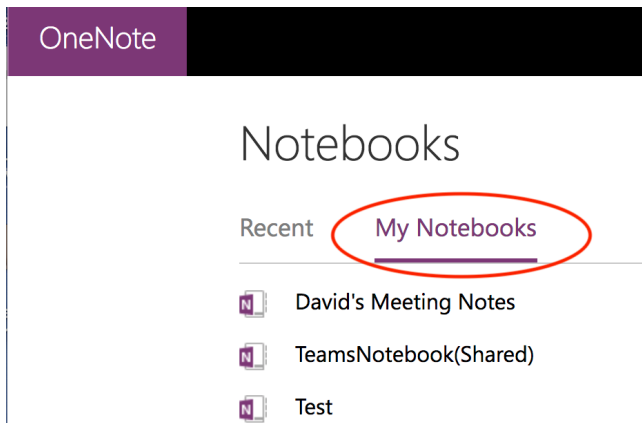 OneNote
Notebooks
Recent My Notebooks
N David's Meeting Notes
N TeamsNotebook(Shared)
N Test